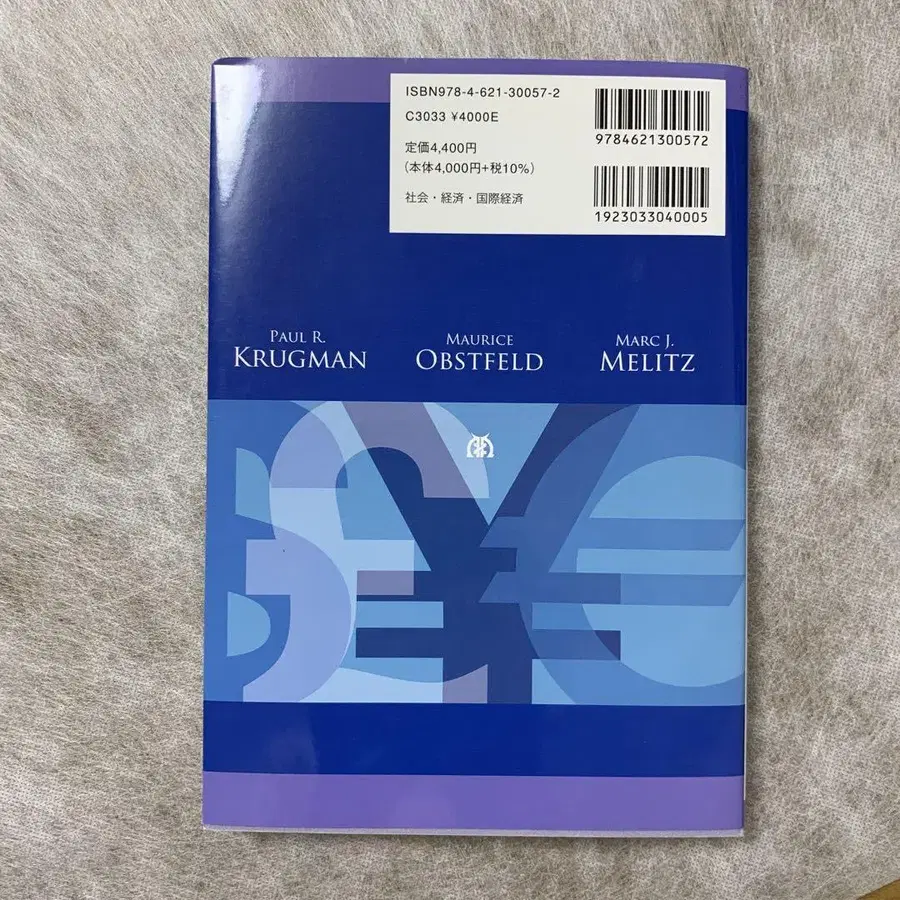 ISBN978-4-621-30057-2
C3033 ¥4000E
定価4,400円
(本体4,000円+税10%)
社会・経済・国際経済
9784621300572
1923033040005
PAUL R.
KRUGMAN
MAURICE
OBSTFELD
MARC J.
MELITZ